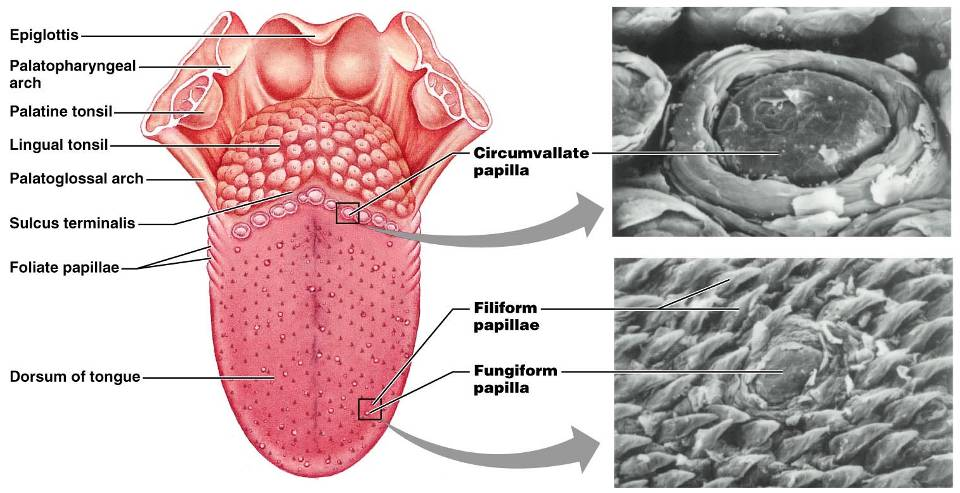 Epiglottis
Palatopharyngeal
arch
Palatine tonsil
Lingual tonsil
Palatoglossal arch
Sulcus terminalis
Foliate papillae
Dorsum of tongue
Circumvallate
papilla
Filiform
papillae
Fungiform
papilla